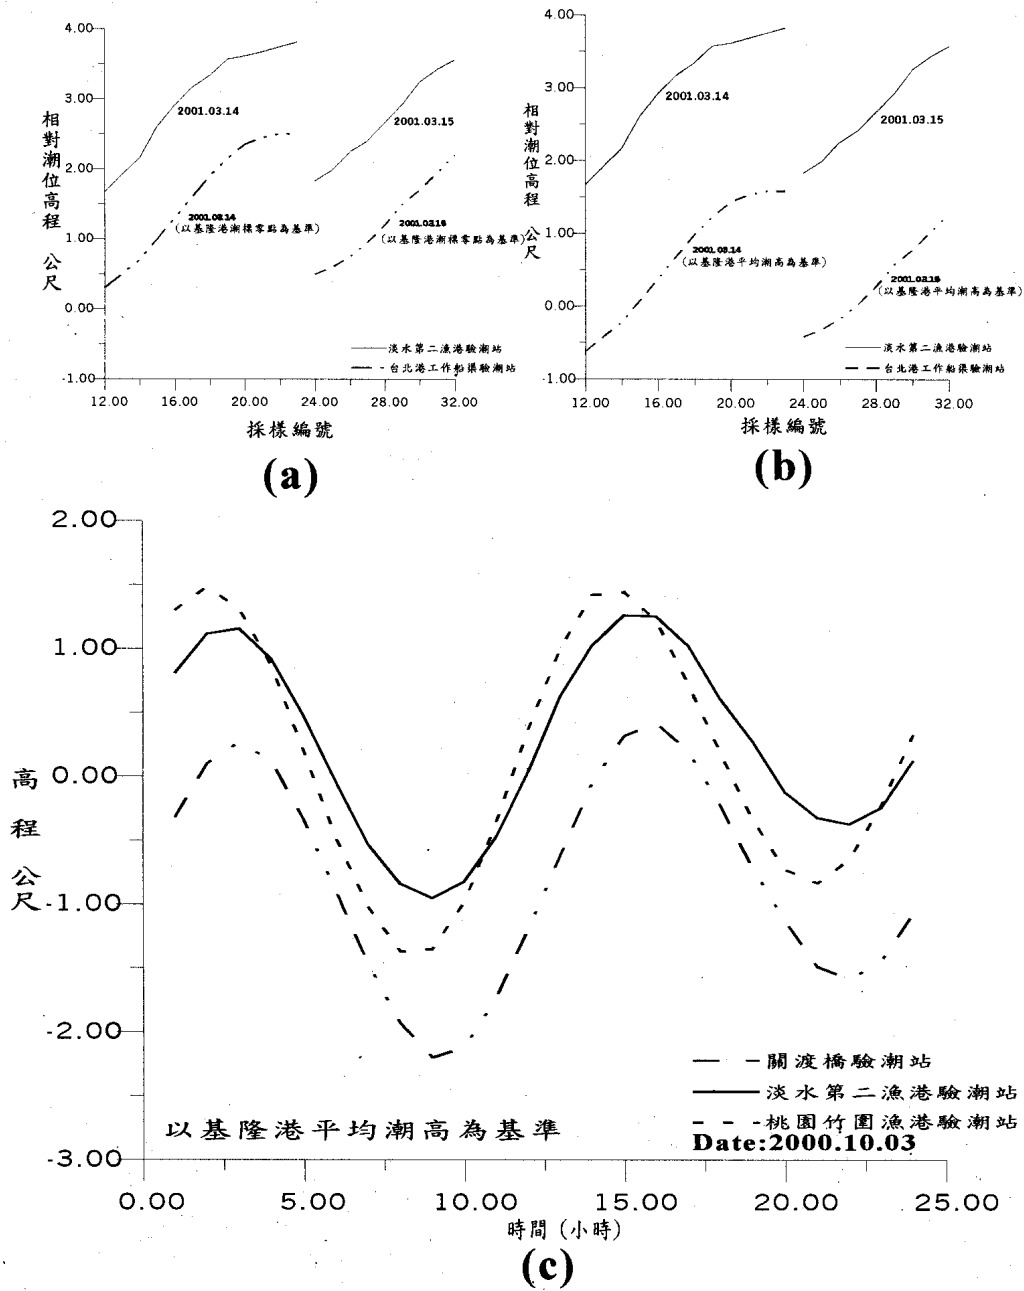 4.00
3.00
2.00
1.00
0.00
-1.00
相對潮位高程 公尺
2001.03.14
2001.03.15
2001.03.14
(以基隆港潮標零點為基準)
2001.03.15
(以基隆港潮標零點為基準)
淡水第二漁港驗潮站
台北港工作船渠驗潮站
12.00 16.00 20.00 24.00 28.00 32.00
採樣編號
(a)
4.00
3.00
2.00
1.00
0.00
-1.00
相對潮位高程 公尺
2001.03.14
2001.03.15
2001.03.14
(以基隆港平均潮高為基準)
2001.03.15
(以基隆港平均潮高為基準)
淡水第二漁港驗潮站
台北港工作船渠驗潮站
12.00 16.00 20.00 24.00 28.00 32.00
採樣編號
(b)
2.00
1.00
0.00
-1.00
-2.00
-3.00
高程 公尺
關渡橋驗潮站
淡水第二漁港驗潮站
桃園竹圍漁港驗潮站
以基隆港平均潮高為基準
Date:2000.10.03
0.00 5.00 10.00 15.00 20.00 25.00
時間(小時)
(c)